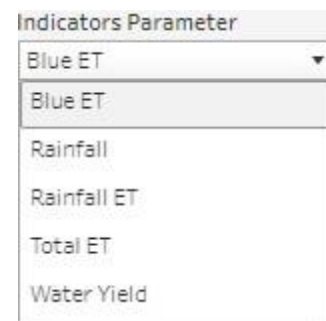 Indicators Parameter
Blue ET
Blue ET
Rainfall
Rainfall ET
Total ET
Water Yield